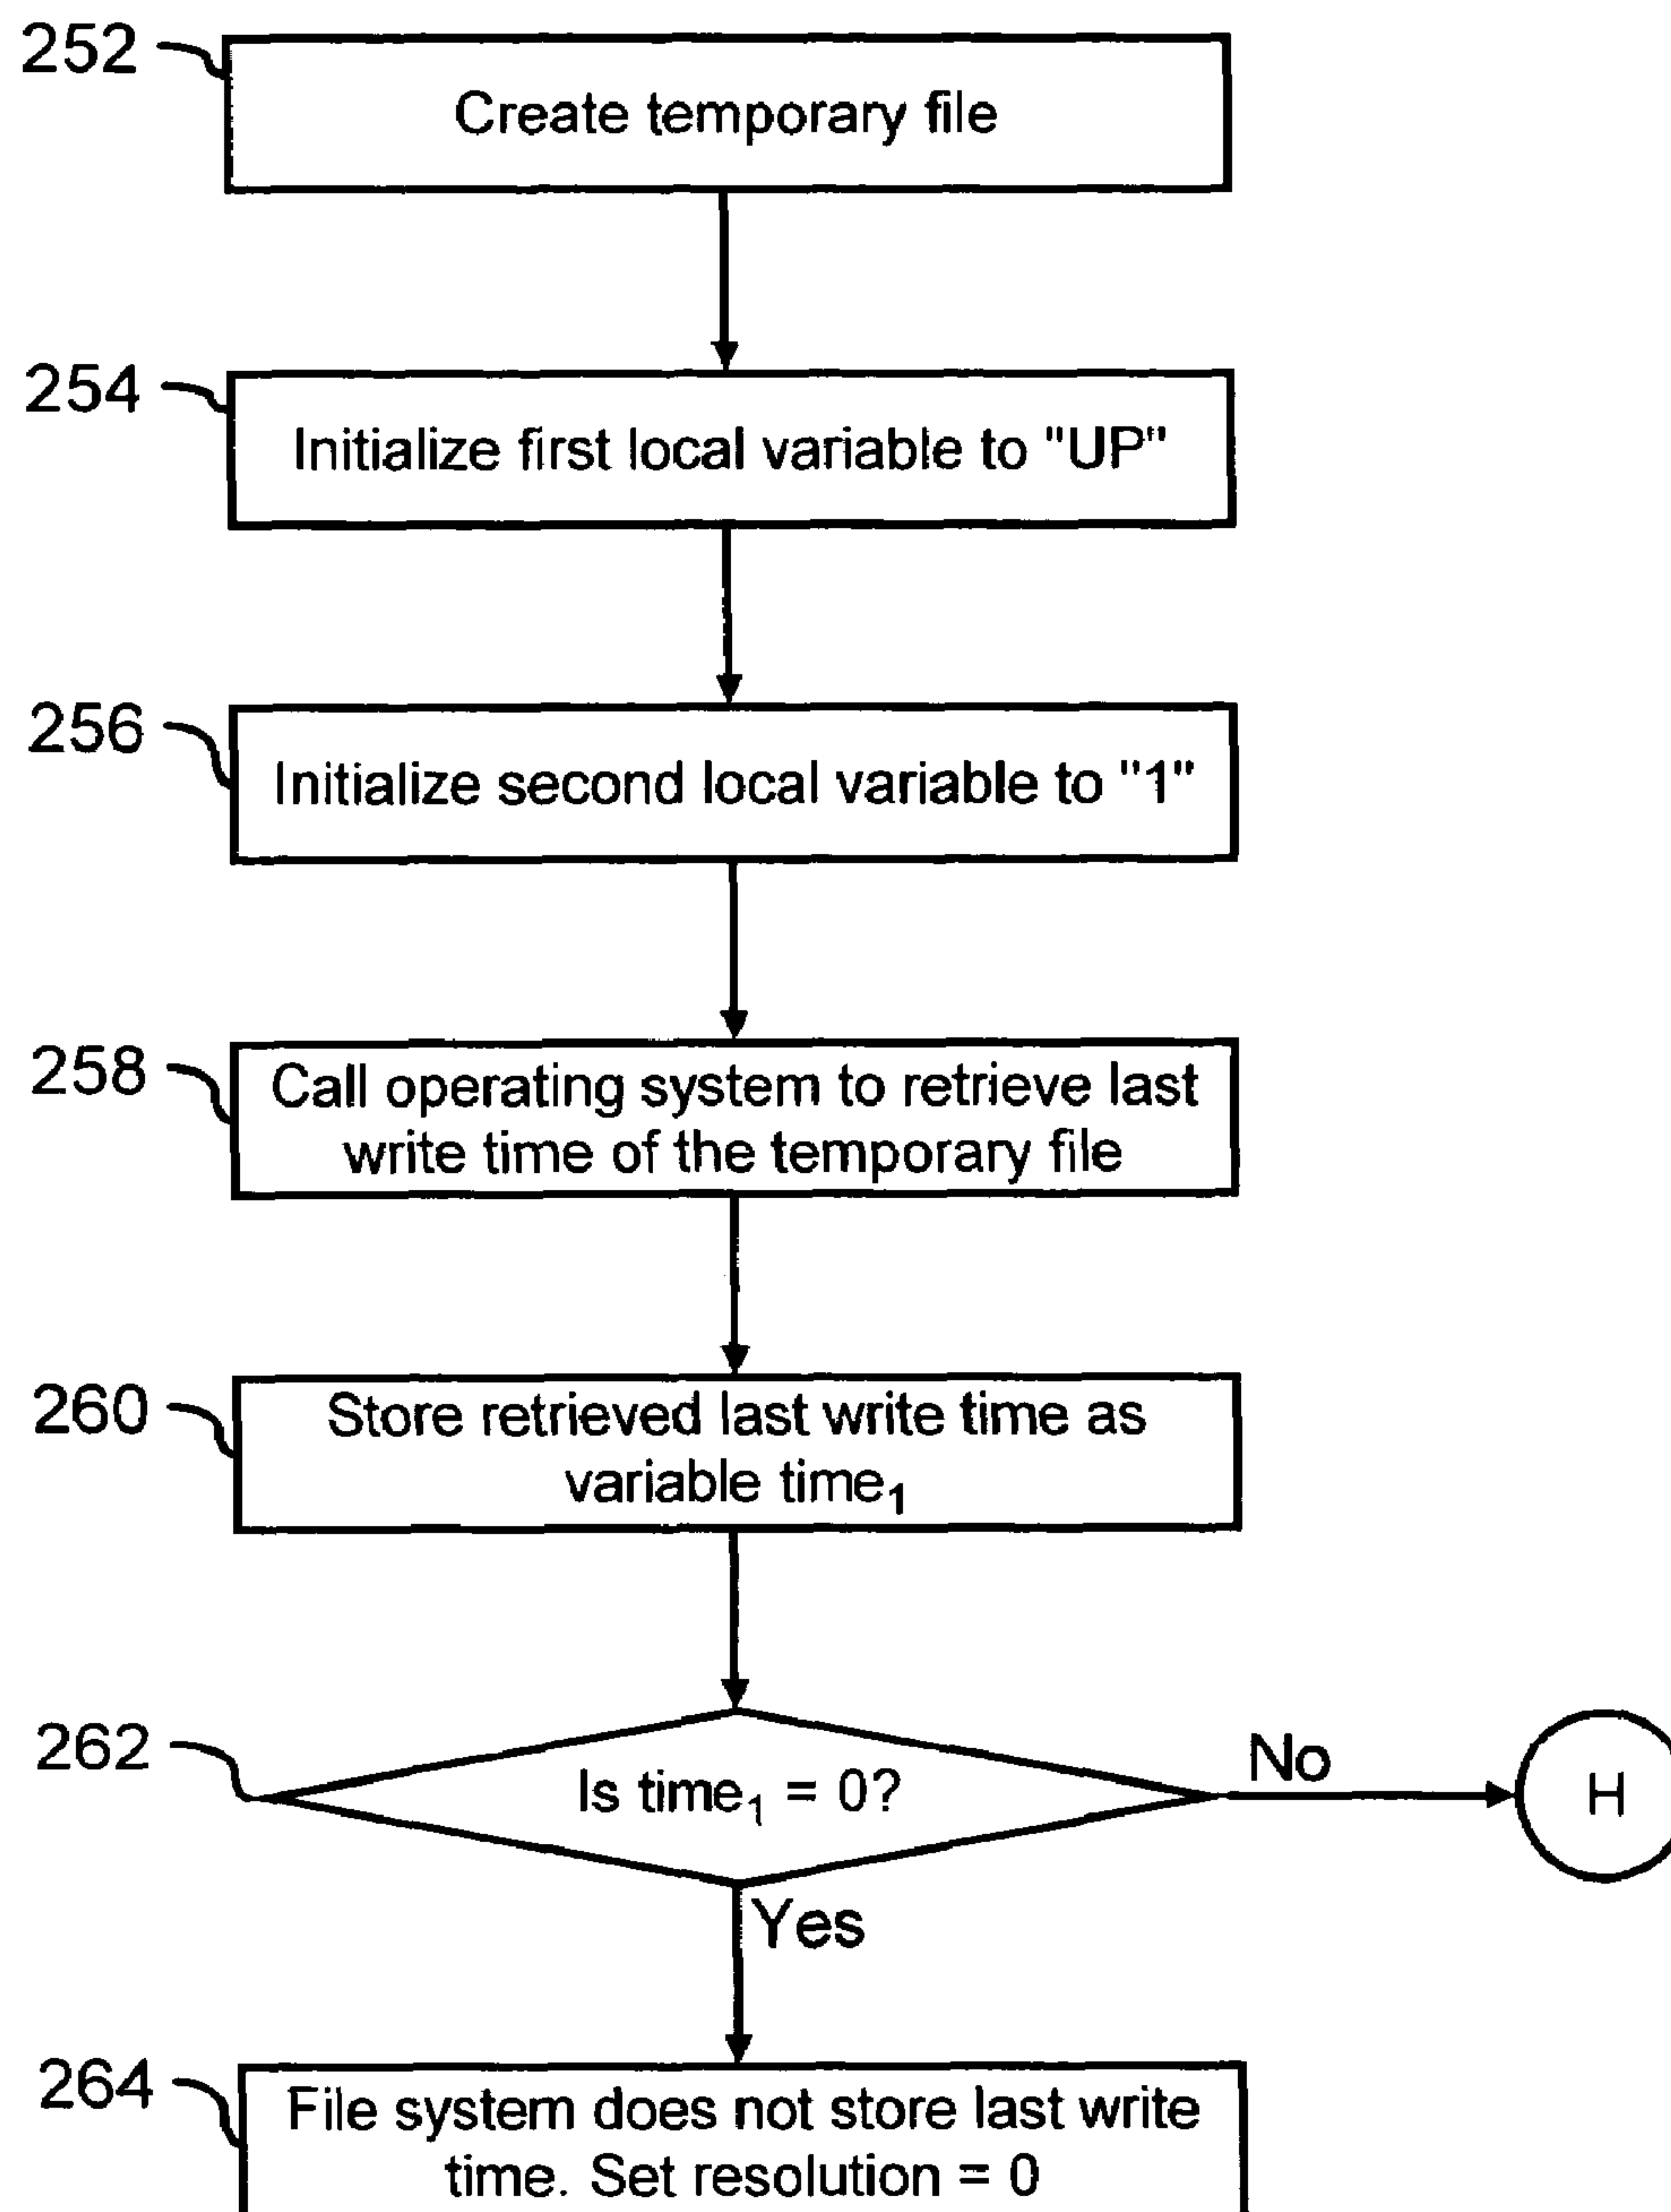 252
Create temporary file
254
Initialize first local variable to "UP"
256
Initialize second local variable to "1"
258
Call operating system to retrieve last
write time of the temporary file
260
Store retrieved last write time as
variable time₁
262
Is time₁ = 0?
No
H
Yes
264
File system does not store last write
time. Set resolution = 0